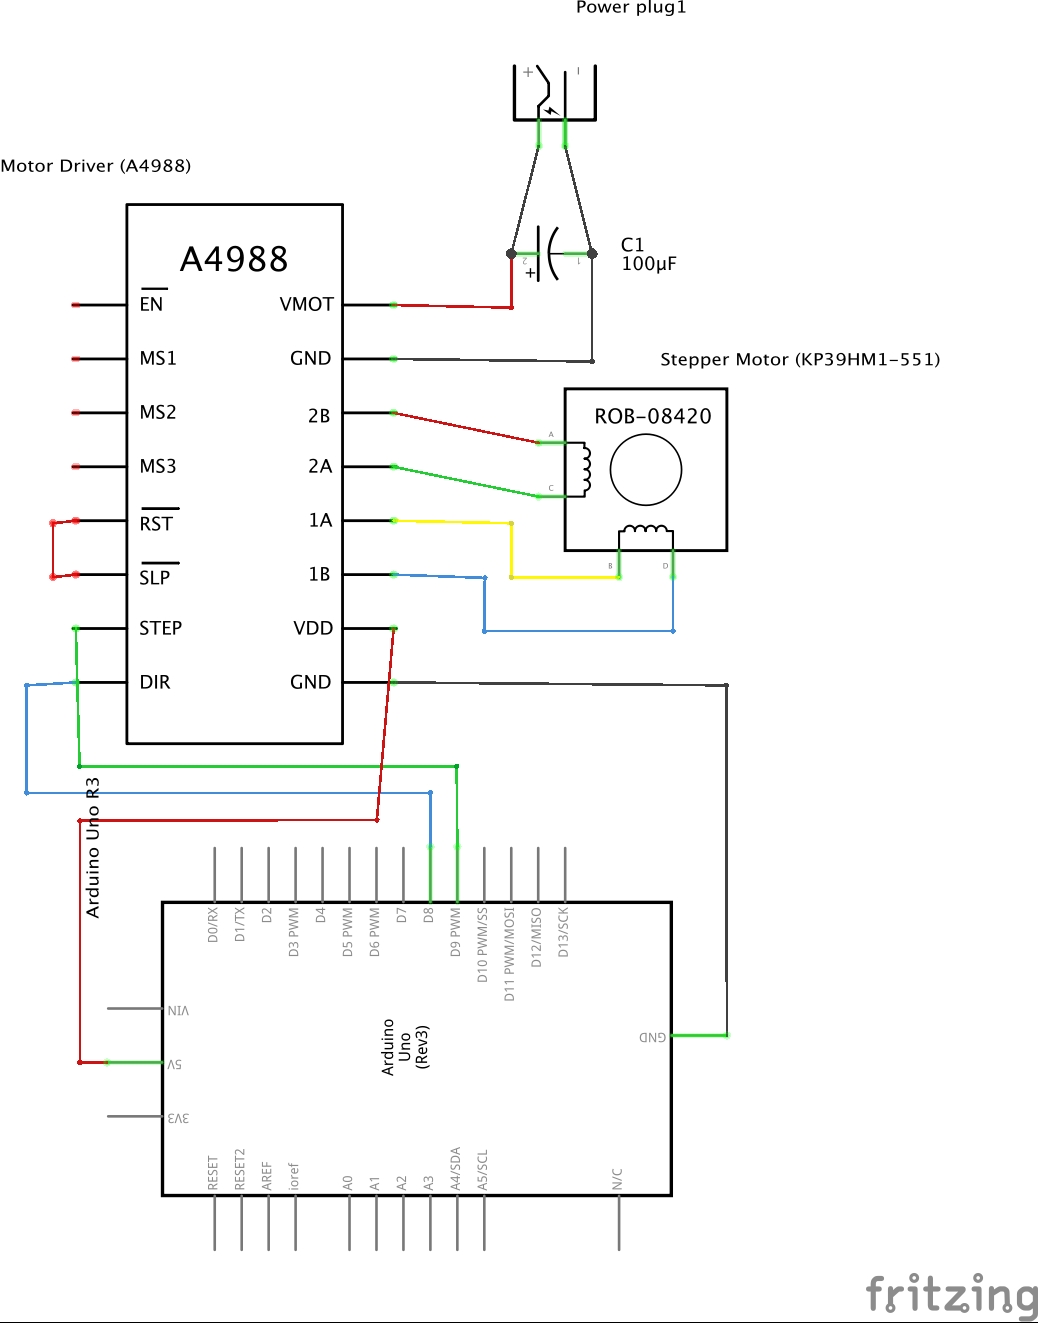 Power plug1
+
−
Motor Driver (A4988)
A4988
EN
MS1
MS2
MS3
RST
SLP
STEP
DIR
VMOT
GND
2B
2A
1A
1B
VDD
GND
2
1
+
C1
100µF
Stepper Motor (KP39HM1-551)
ROB-08420
A
C
B
D
Arduino Uno R3
D0/RX
D1/TX
D2
D3 PWM
D4
D5 PWM
D6 PWM
D7
D8
D9 PWM
D10 PWM/SS
D11 PWM/MOSI
D12/MISO
D13/SCK
VIN
5V
3V3
Arduino
Uno
(Rev3)
GND
RESET
RESET2
AREF
ioref
A0
A1
A2
A3
A4/SDA
A5/SCL
N/C
fritzing